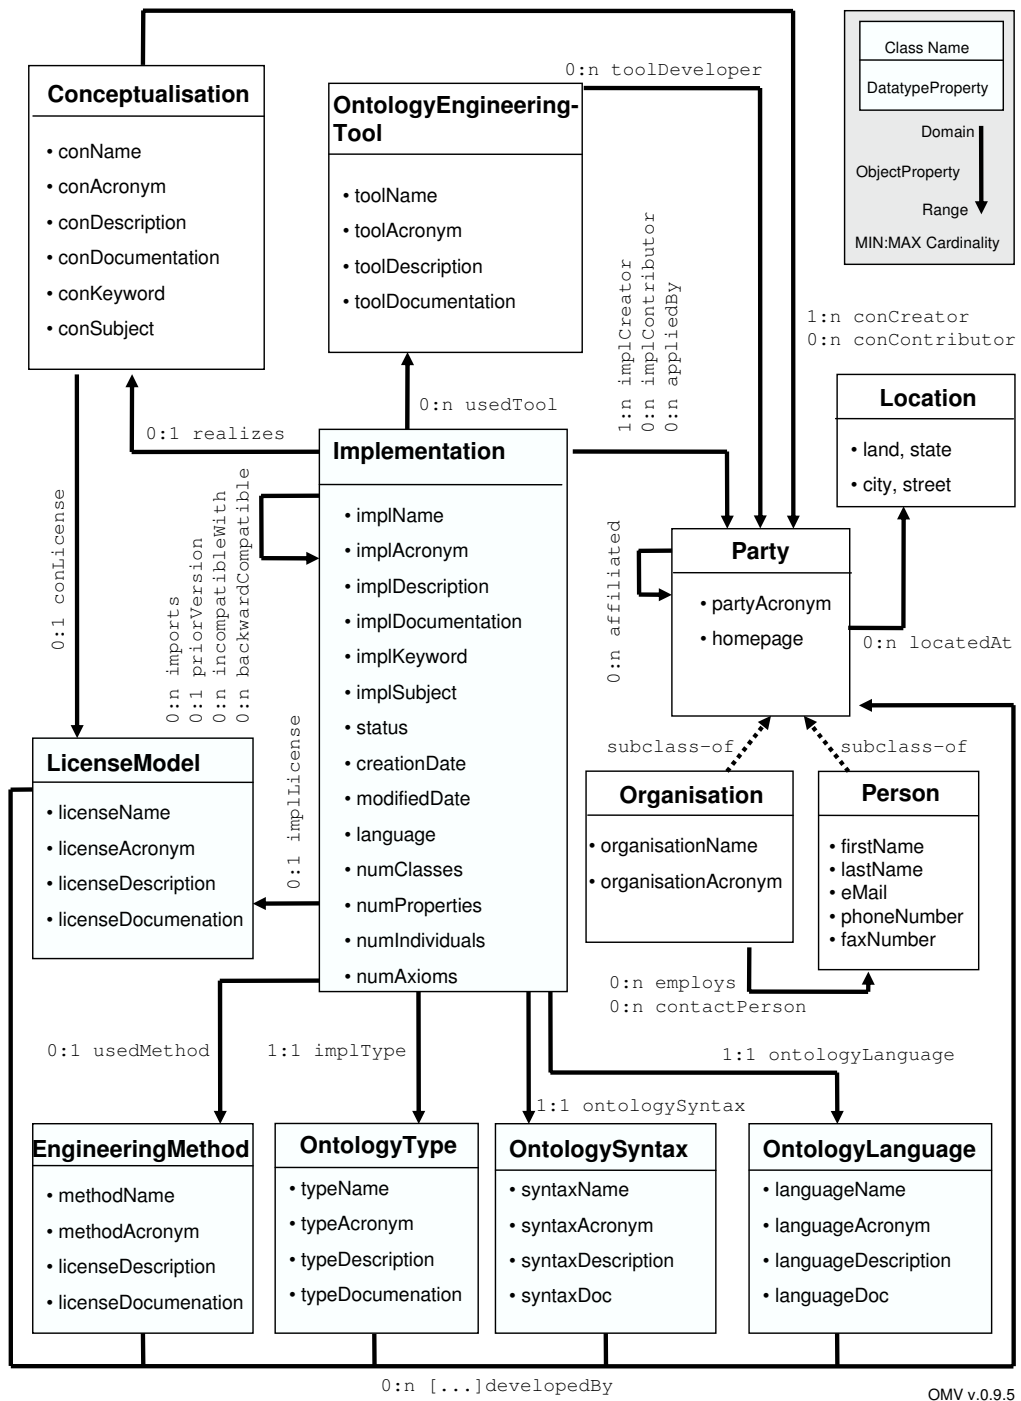 Class Name
DatatypeProperty
Domain
ObjectProperty
Range
MIN:MAX Cardinality
0:n toolDeveloper
Conceptualisation
• conName
• conAcronym
• conDescription
• conDocumentation
• conKeyword
• conSubject
OntologyEngineering-
Tool
• toolName
• toolAcronym
• toolDescription
• toolDocumentation
1:n implCreator
0:n implContributor
0:n appliedBy
1:n conCreator
0:n conContributor
Location
• land, state
• city, street
0:n usedTool
0:1 realizes
0:1 conLicense
Implementation
• implName
• implAcronym
• implDescription
• implDocumentation
• implKeyword
• implSubject
• status
• creationDate
• modifiedDate
• language
• numClasses
• numProperties
• numIndividuals
• numAxioms
0:n imports
0:1 priorVersion
0:n incompatibleWith
0:n backwardCompatible
0:n affiliated
Party
• partyAcronym
• homepage
0:n locatedAt
subclass-of
subclass-of
LicenseModel
• licenseName
• licenseAcronym
• licenseDescription
• licenseDocumenation
0:1 implLicense
Organisation
• organisationName
• organisationAcronym
Person
• firstName
• lastName
• eMail
• phoneNumber
• faxNumber
0:n employs
0:n contactPerson
0:1 usedMethod
1:1 implType
1:1 ontologyLanguage
1:1 ontologySyntax
EngineeringMethod
• methodName
• methodAcronym
• licenseDescription
• licenseDocumenation
OntologyType
• typeName
• typeAcronym
• typeDescription
• typeDocumenation
OntologySyntax
• syntaxName
• syntaxAcronym
• syntaxDescription
• syntaxDoc
OntologyLanguage
• languageName
• languageAcronym
• languageDescription
• languageDoc
0:n [...]developedBy
OMV v.0.9.5